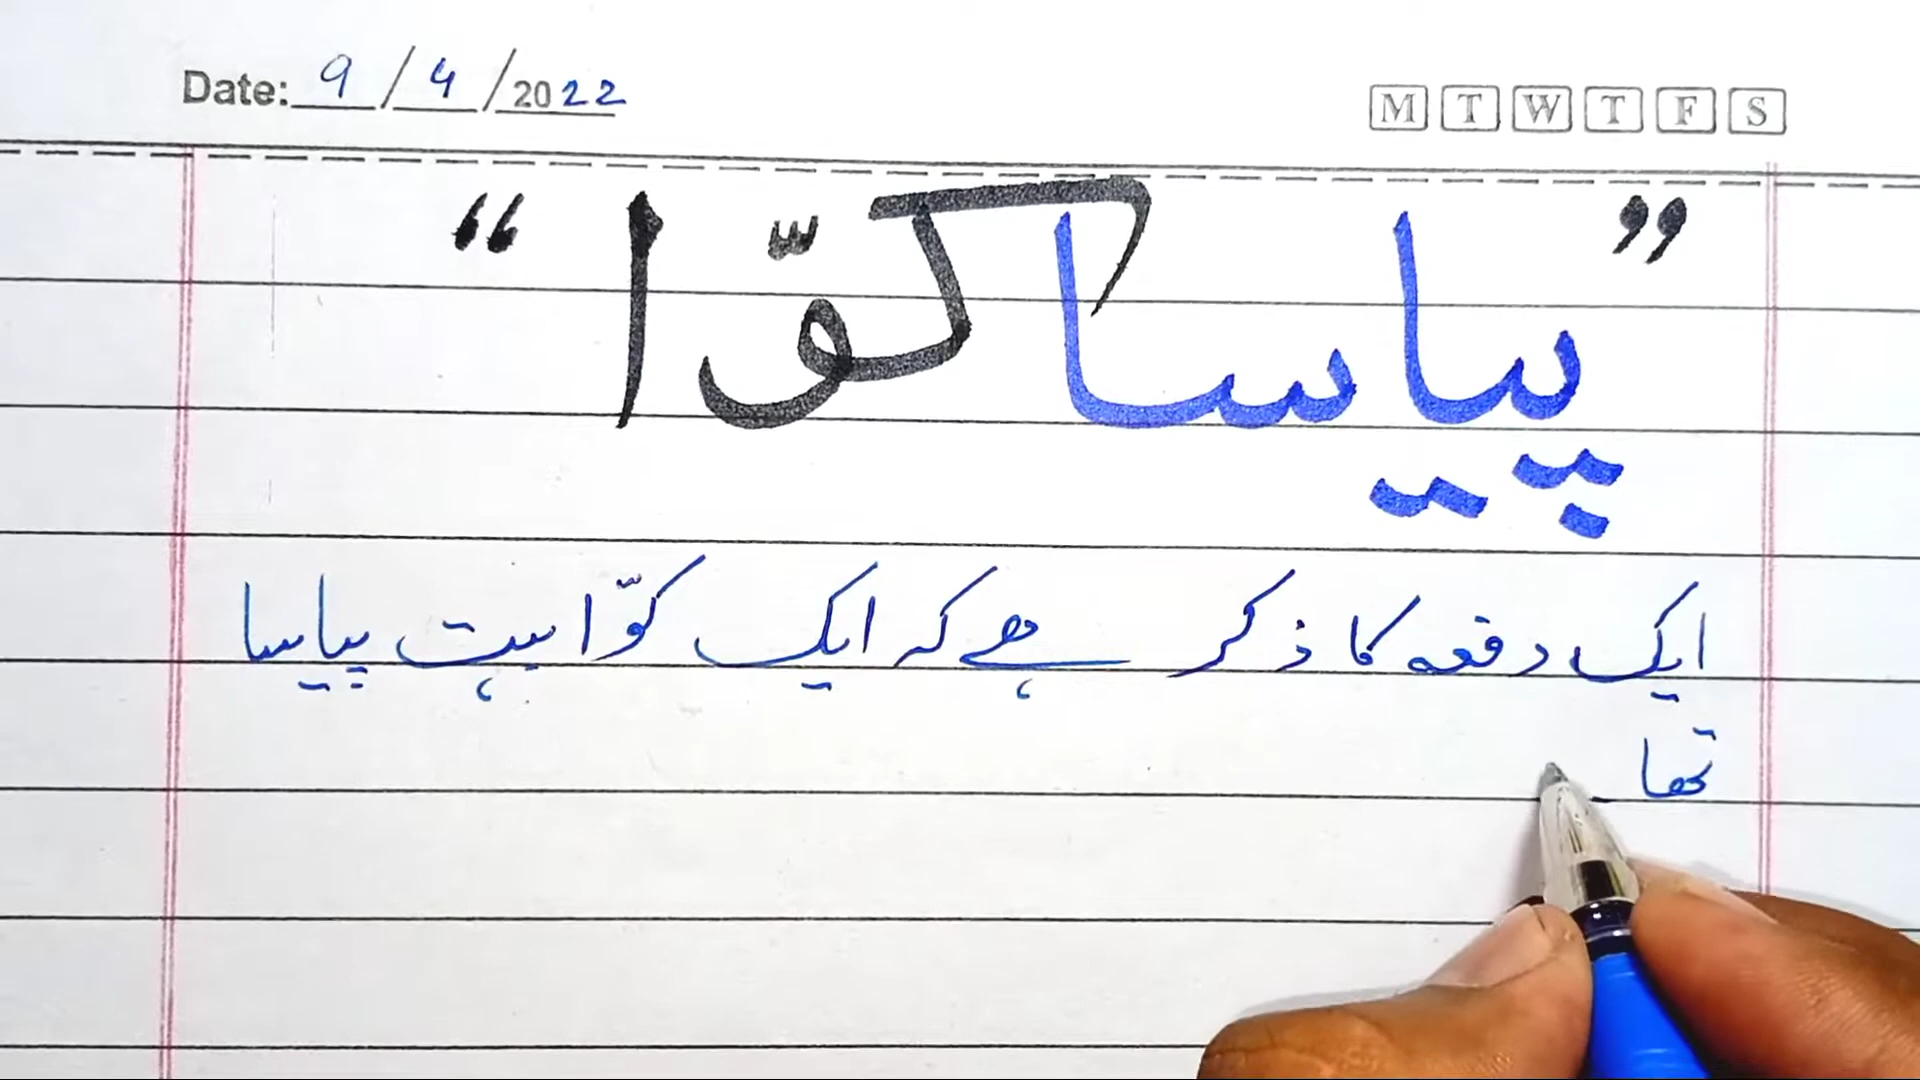 Date: 9/4/2022 M T W T F S
”پیاسا کوّا“
ایک دفعہ کا ذکر ہے کہ ایک کوّا بہت پیاسا
تھا